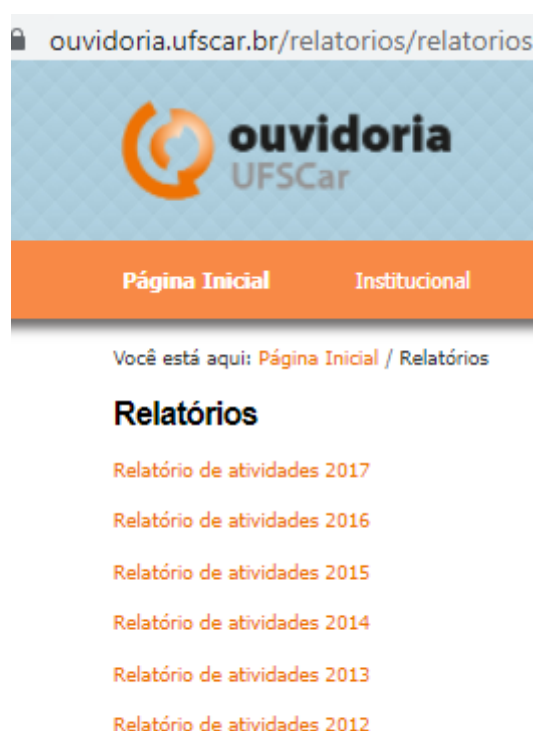 ouvidoria.ufscar.br/relatorios/relatorios
ouvidoria
UFSCar
Página Inicial Institucional
Você está aqui: Página Inicial / Relatórios
Relatórios
Relatório de atividades 2017
Relatório de atividades 2016
Relatório de atividades 2015
Relatório de atividades 2014
Relatório de atividades 2013
Relatório de atividades 2012